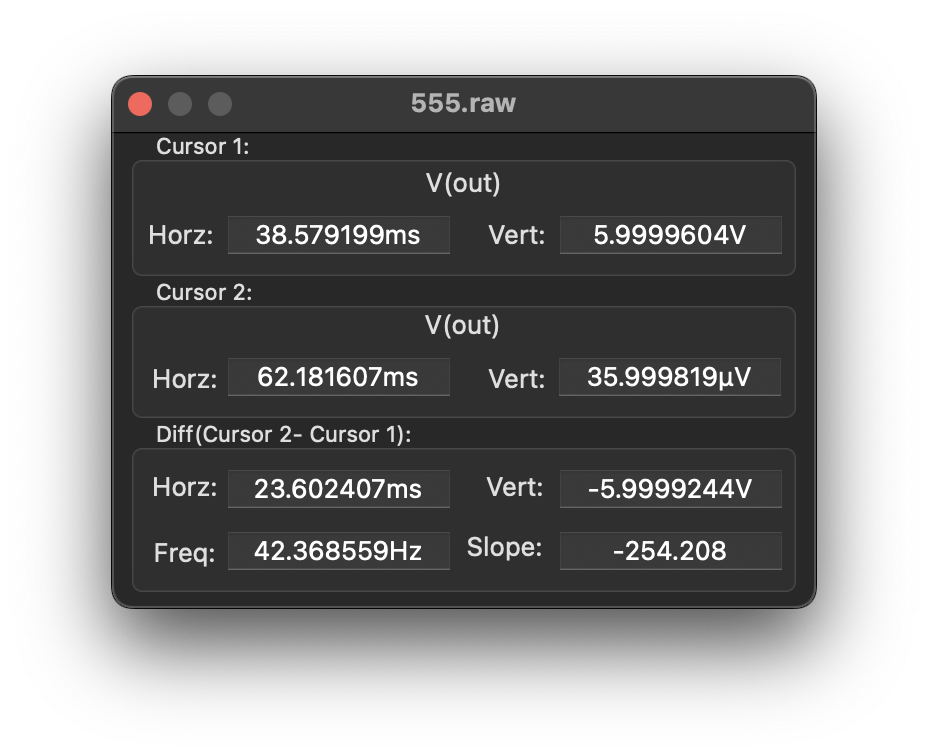 555.raw
Cursor 1:
V(out)
Horz: 38.579199ms Vert: 5.9999604V
Cursor 2:
V(out)
Horz: 62.181607ms Vert: 35.999819µV
Diff(Cursor 2- Cursor 1):
Horz: 23.602407ms Vert: -5.9999244V
Freq: 42.368559Hz Slope: -254.208